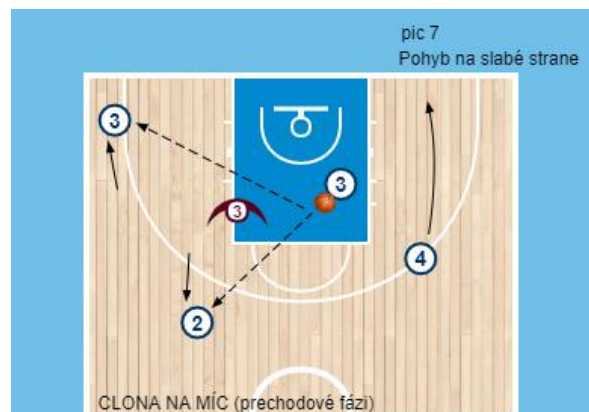 pic 7
Pohyb na slabé strane
3
3
3
4
2
CLONA NA MÍC (prechodové fázi)